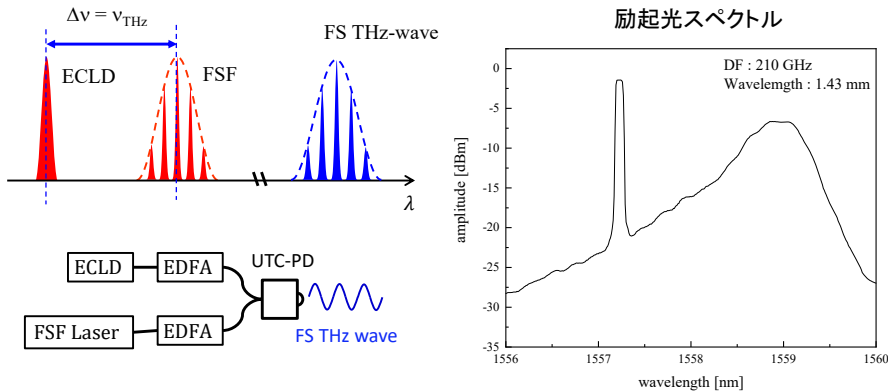 Δν = ν_THz
ECLD
FSF
FS THz-wave
λ
ECLD
EDFA
UTC-PD
FSF Laser
EDFA
FS THz wave
励起光スペクトル
DF : 210 GHz
Wavelength : 1.43 mm
amplitude [dBm]
0
-5
-10
-15
-20
-25
-30
-35
1556
1557
1558
1559
1560
wavelength [nm]